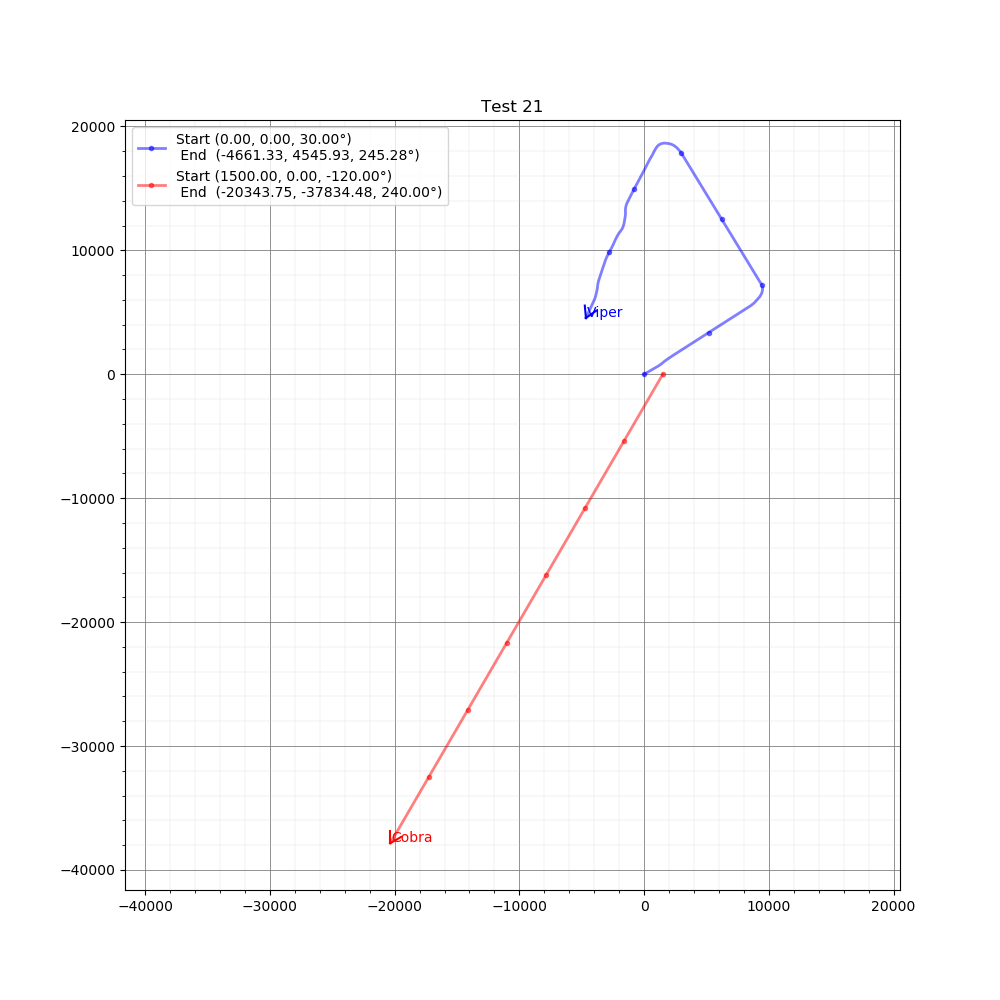 Test 21
Start (0.00, 0.00, 30.00°)
End (-4661.33, 4545.93, 245.28°)
Start (1500.00, 0.00, -120.00°)
End (-20343.75, -37834.48, 240.00°)
20000
10000
0
−10000
−20000
−30000
−40000
Viper
Cobra
−40000 −30000 −20000 −10000 0 10000 20000